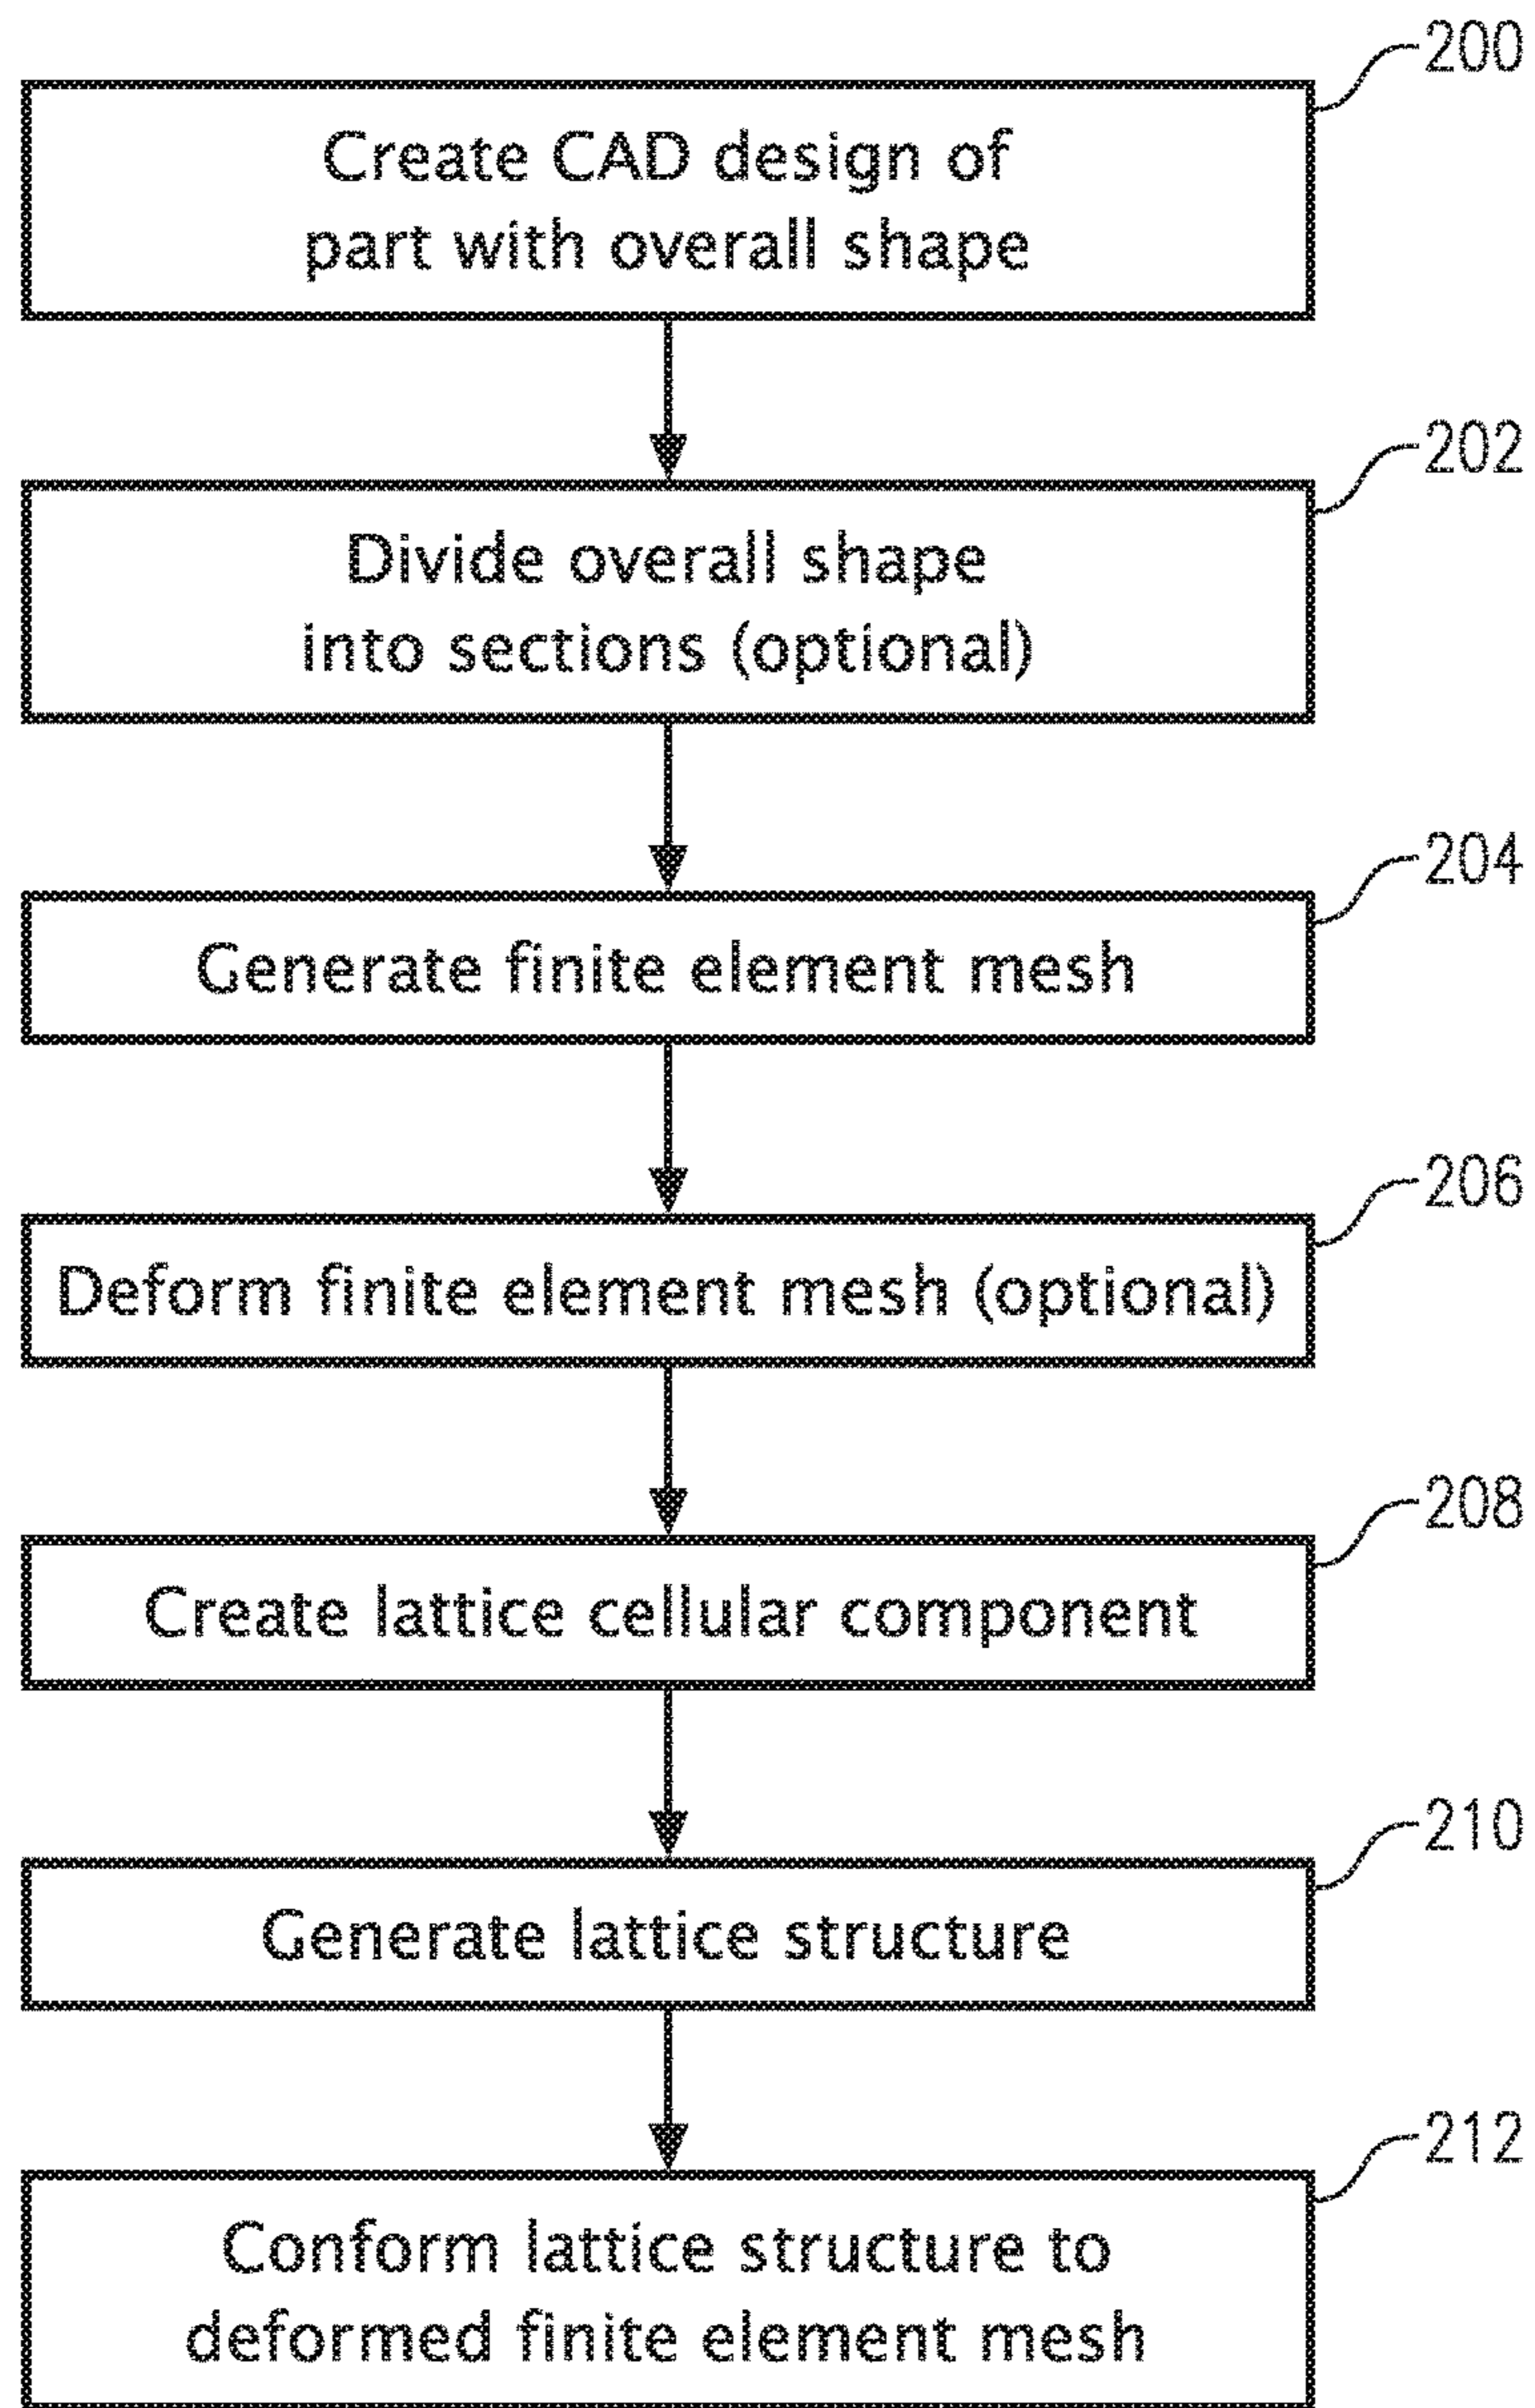 200
Create CAD design of
part with overall shape
202
Divide overall shape
into sections (optional)
204
Generate finite element mesh
206
Deform finite element mesh (optional)
208
Create lattice cellular component
210
Generate lattice structure
212
Conform lattice structure to
deformed finite element mesh